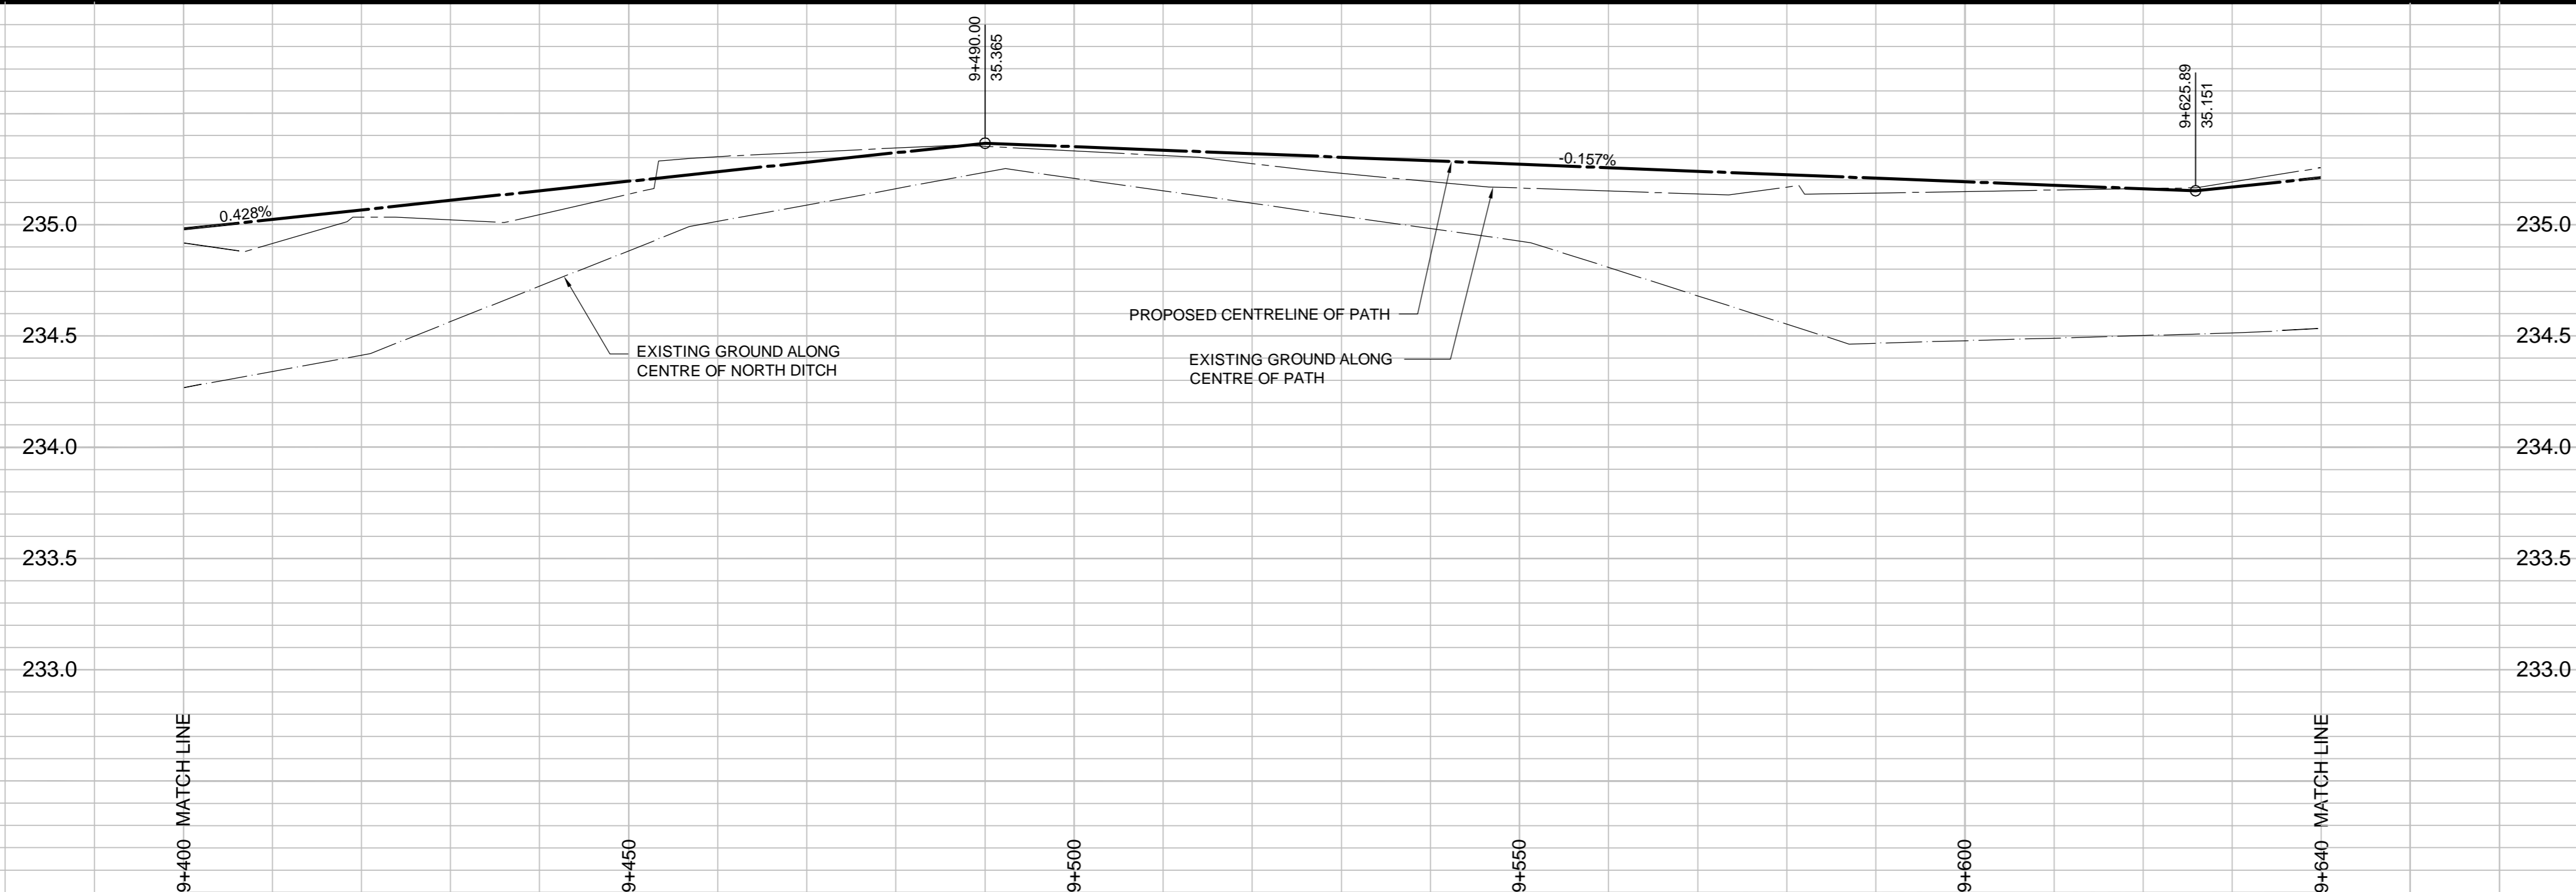 9+490.00
35.365
9+625.89
35.151
0.428%
-0.157%
235.0
235.0
PROPOSED CENTRELINE OF PATH
234.5
234.5
EXISTING GROUND ALONG
CENTRE OF NORTH DITCH
EXISTING GROUND ALONG
CENTRE OF PATH
234.0
234.0
233.5
233.5
233.0
233.0
9+400 MATCH LINE
9+450
9+500
9+550
9+600
9+640 MATCH LINE